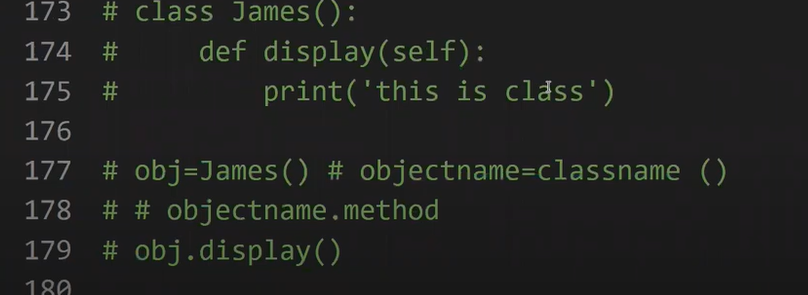 173 # class James():
174 #     def display(self):
175 #         print('this is class')
176
177 # obj=James() # objectname=classname ()
178 # # objectname.method
179 # obj.display()
180